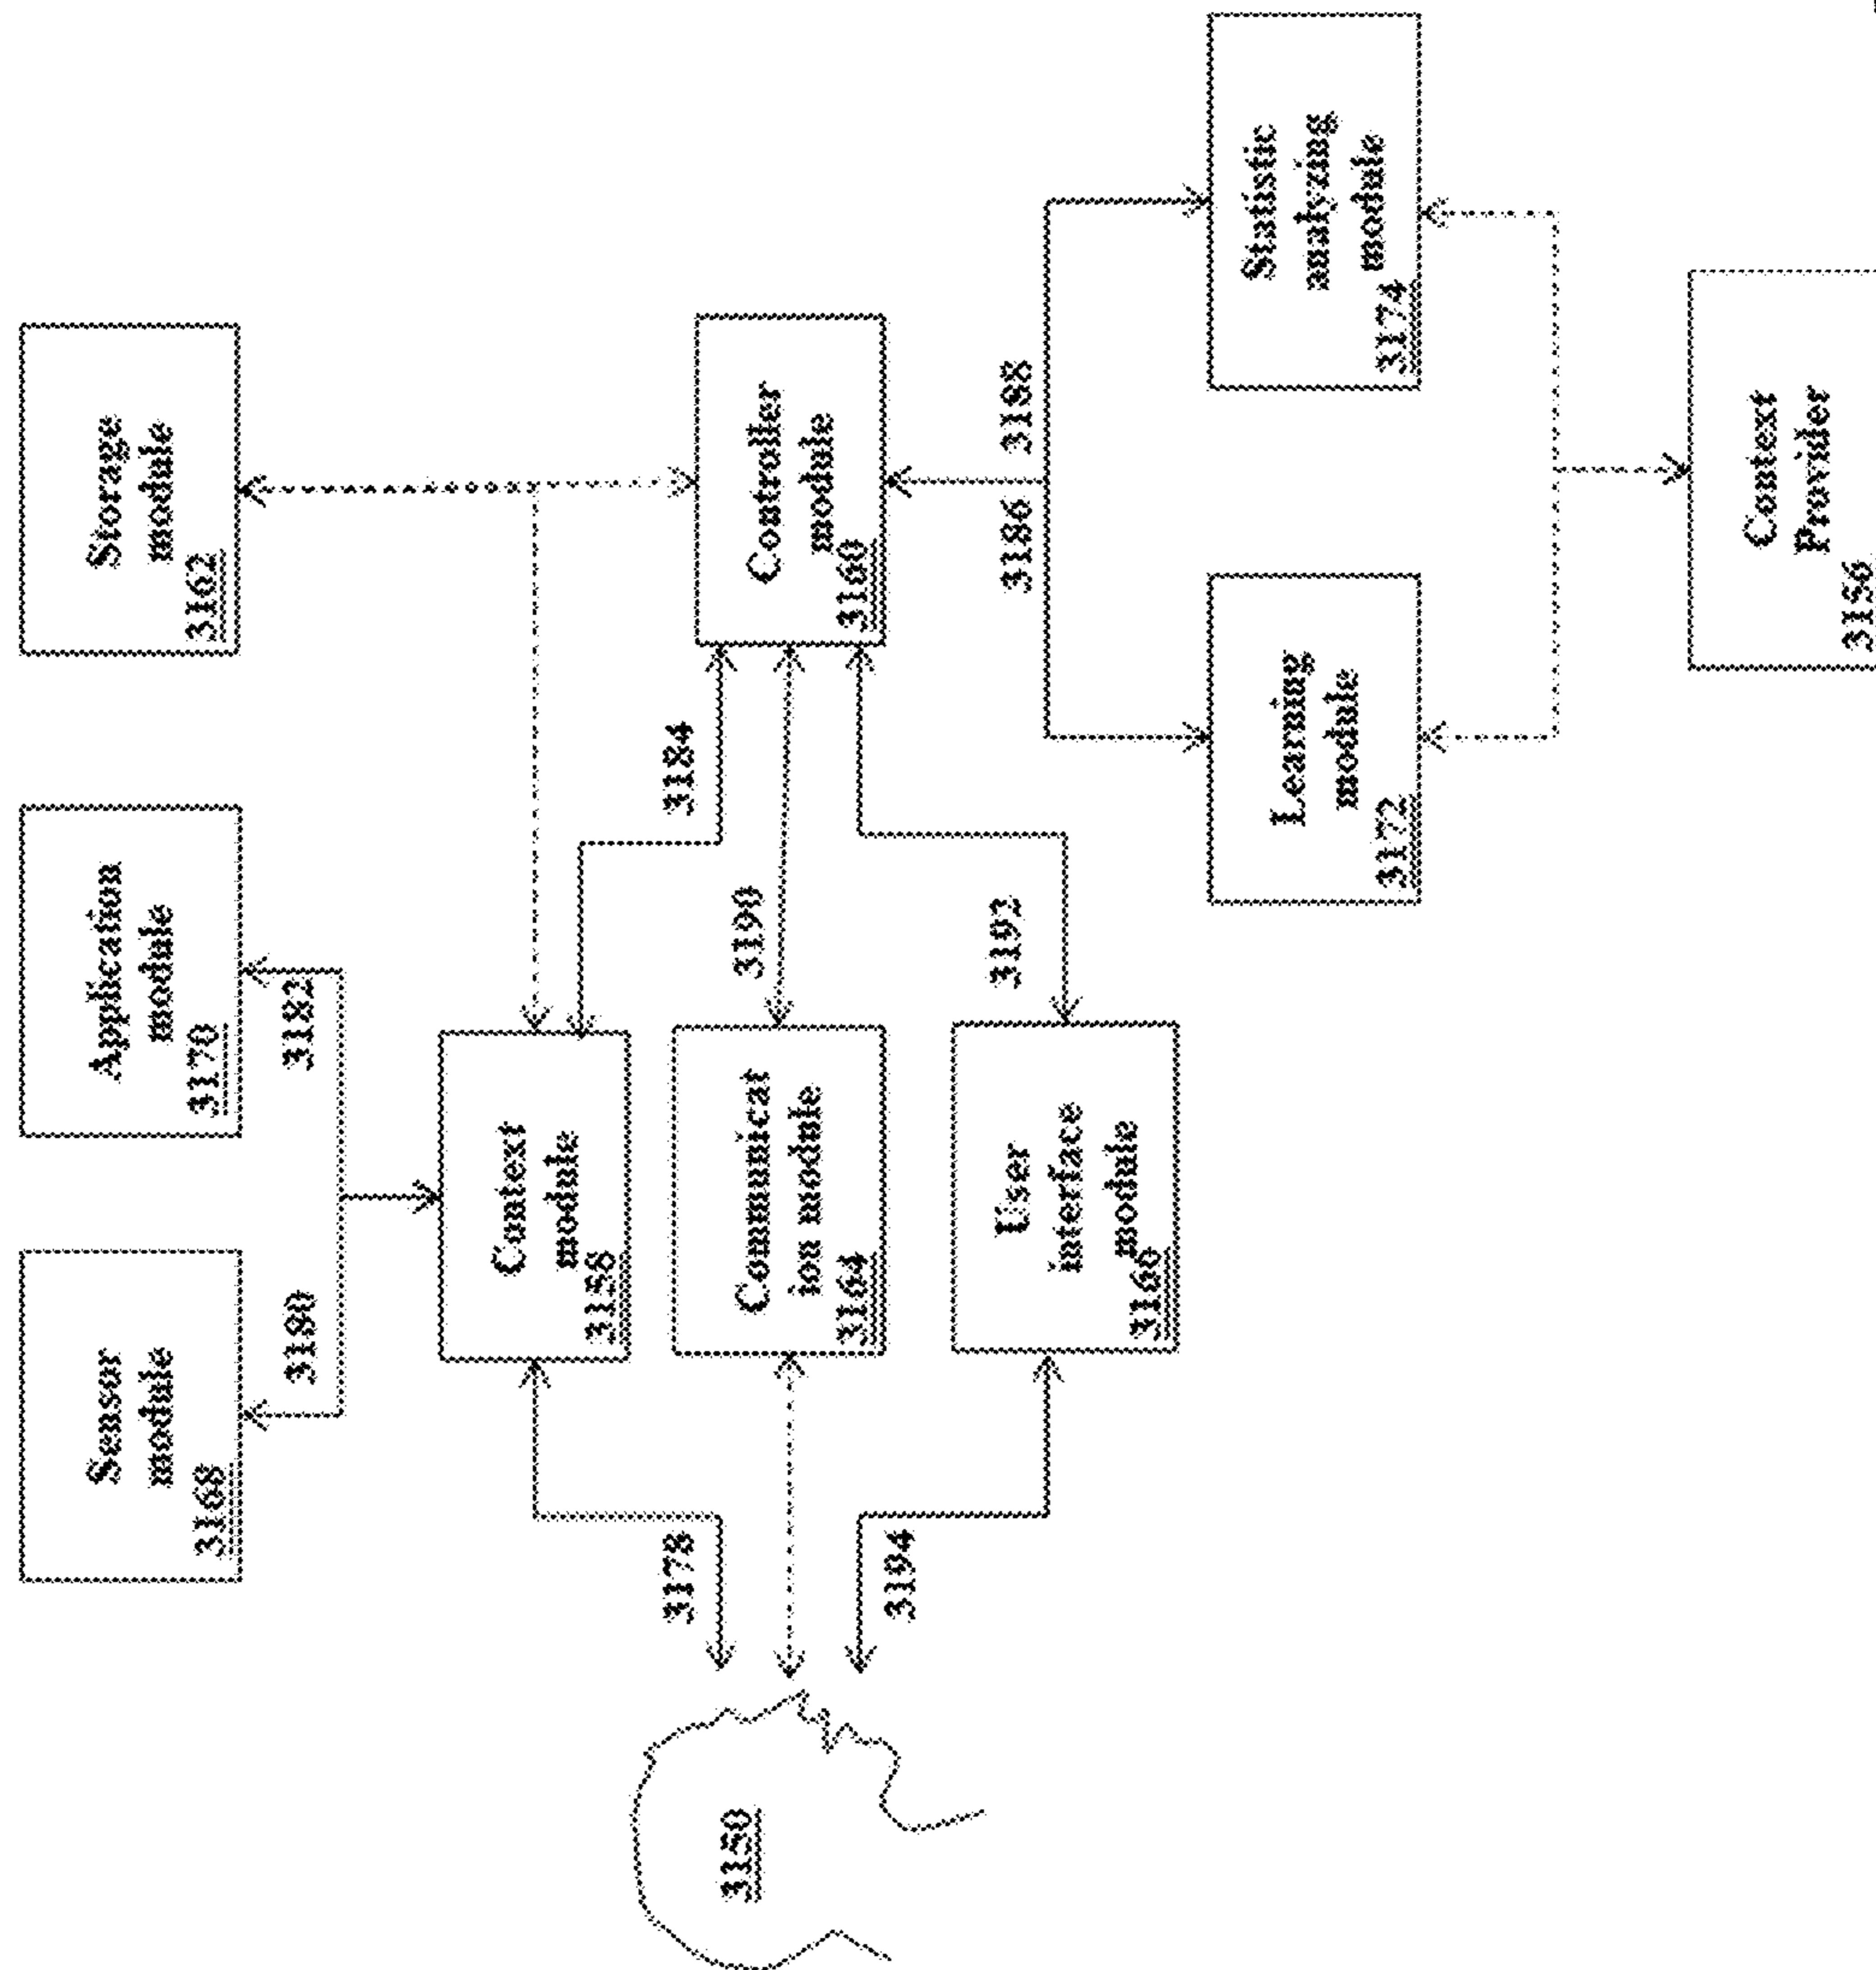 Sensor
module
3168
Application
module
3170
Storage
module
3162
3180
3182
Context
module
3158
3178
3184
3150
Communicat
ion module
3164
3190
Controller
module
3160
3194
User
interface
module
3166
3192
3186
3188
Learning
module
3172
Statistic
analyzing
module
3174
Context
Provider
3156